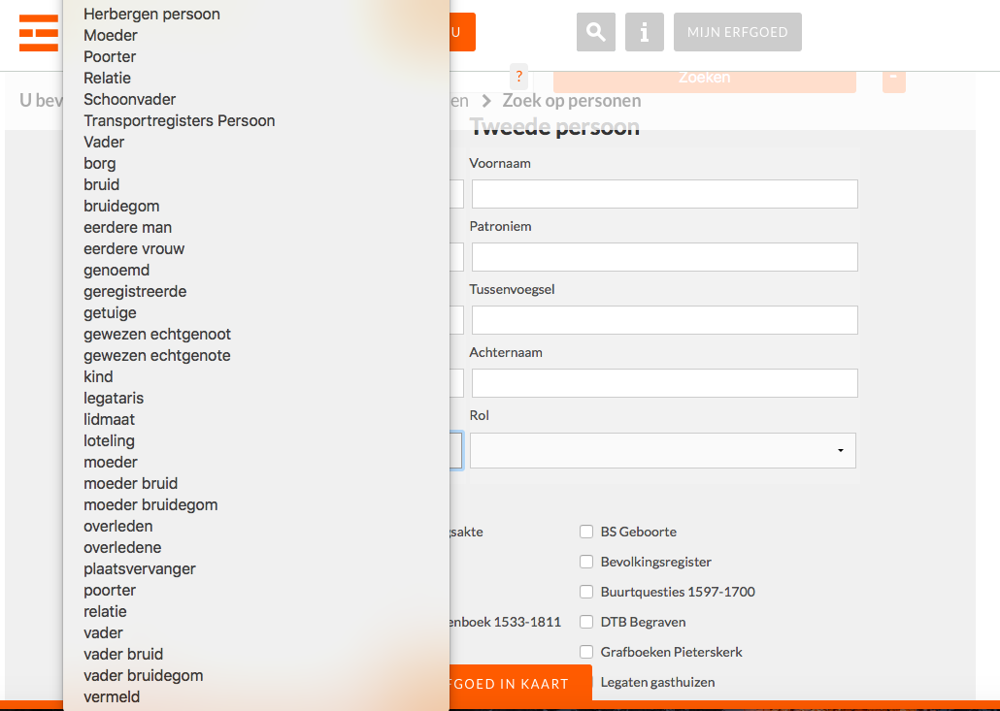 Herbergen persoon
Moeder
Poorter
Relatie
Schoonvader
Transportregisters Persoon
Vader
borg
bruid
bruidegom
eerdere man
eerdere vrouw
genoemd
geregistreerde
getuige
gewezen echtgenoot
gewezen echtgenote
kind
legataris
lidmaat
loteling
moeder
moeder bruid
moeder bruidegom
overleden
overledene
plaatsvervanger
poorter
relatie
vader
vader bruid
vader bruidegom
vermeld
U
i
MIJN ERFGOED
?
Zoeken
-
U bev
en > Zoek op personen
Tweede persoon
Voornaam
Patroniem
Tussenvoegsel
Achternaam
Rol
gsakte
BS Geboorte
Bevolkingsregister
Buurtquesties 1597-1700
enboek 1533-1811
DTB Begraven
Grafboeken Pieterskerk
Legaten gasthuizen
FGOED IN KAART